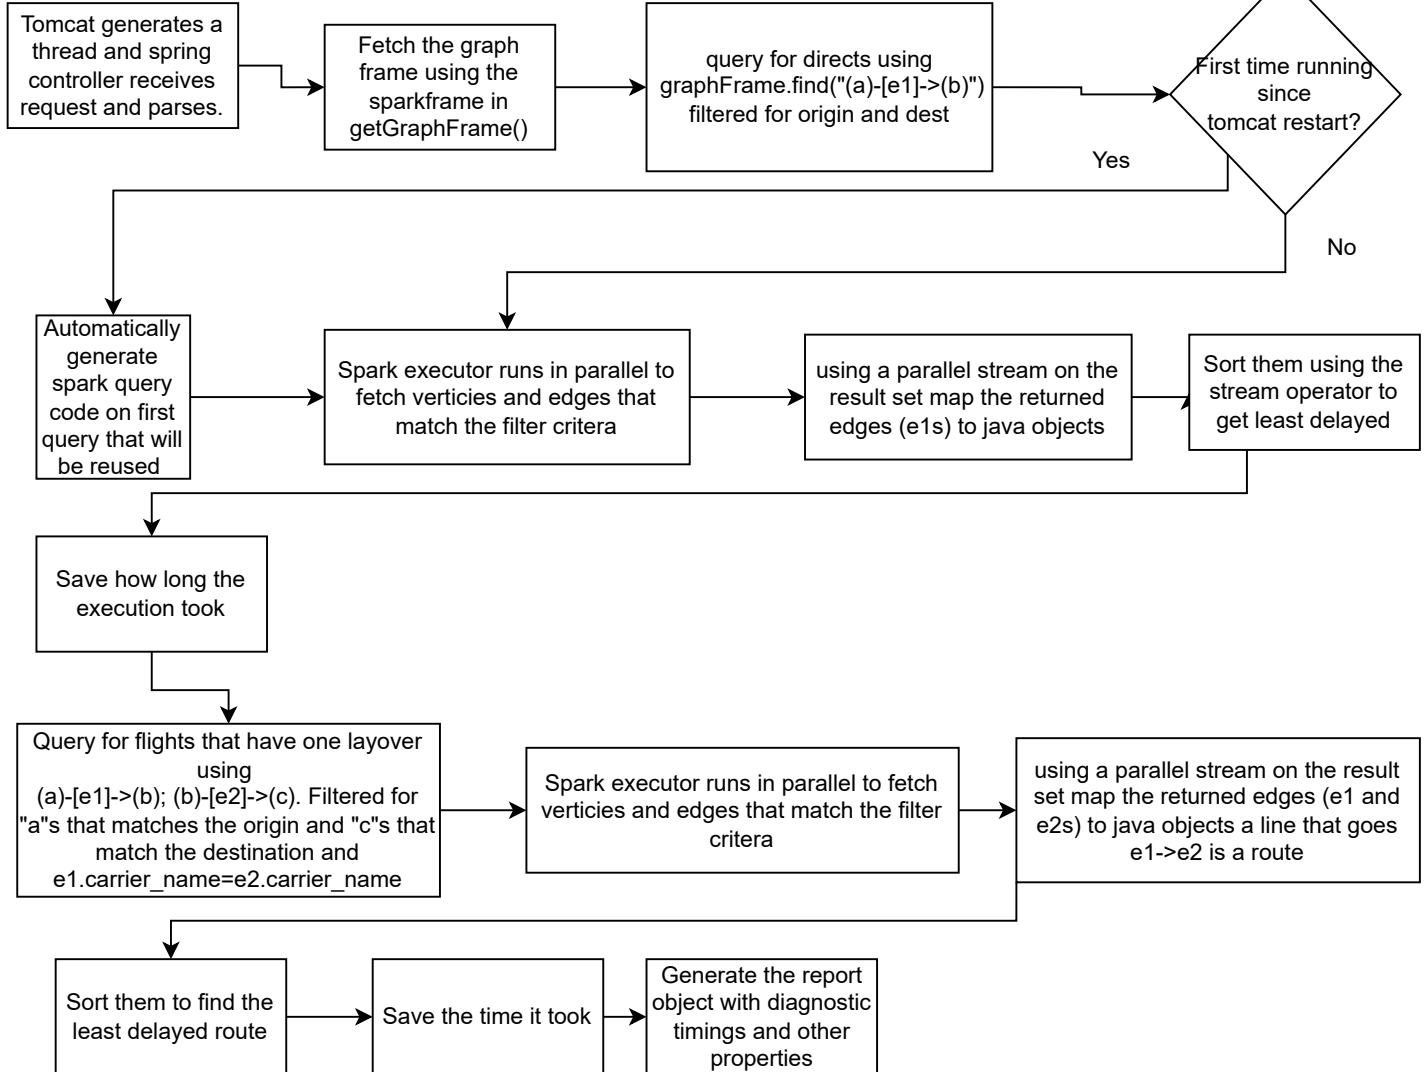 Tomcat generates a
thread and spring
controller receives
request and parses.
Fetch the graph
frame using the
sparkframe in
getGraphFrame()
query for directs using
graphFrame.find("(a)-[e1]->(b)")
filtered for origin and dest
First time running
since
tomcat restart?
Yes
No
Automatically
generate
spark query
code on first
query that will
be reused
Spark executor runs in parallel to
fetch verticies and edges that
match the filter critera
using a parallel stream on the
result set map the returned
edges (e1s) to java objects
Sort them using the
stream operator to
get least delayed
Save how long the
execution took
Query for flights that have one layover
using
(a)-[e1]->(b); (b)-[e2]->(c). Filtered for
"a"s that matches the origin and "c"s that
match the destination and
e1.carrier_name=e2.carrier_name
Spark executor runs in parallel to fetch
verticies and edges that match the filter
critera
using a parallel stream on the result
set map the returned edges (e1 and
e2s) to java objects a line that goes
e1->e2 is a route
Sort them to find the
least delayed route
Save the time it took
Generate the report
object with diagnostic
timings and other
properties